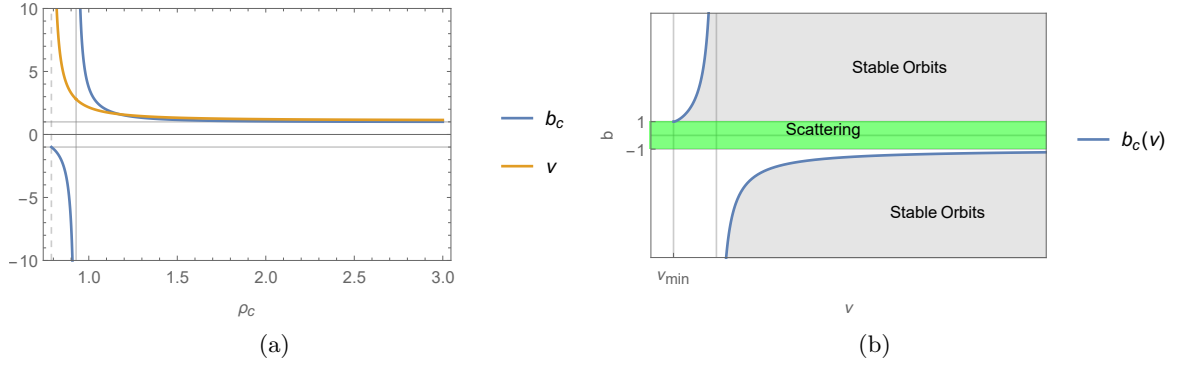 10
5
0
−5
−10
1.0
1.5
2.0
2.5
3.0
ρc
bc
v
(a)
b
1
−1
Stable Orbits
Scattering
Stable Orbits
vmin
v
bc(v)
(b)